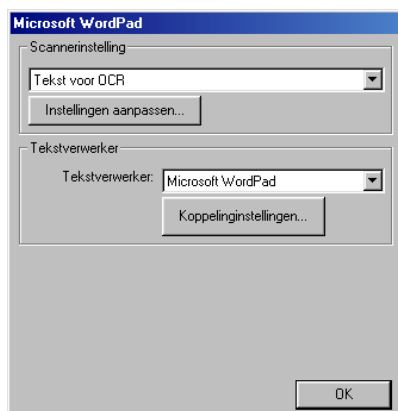 Microsoft WordPad
Scannerinstelling
Tekst voor OCR
Instellingen aanpassen...
Tekstverwerker
Tekstverwerker: Microsoft WordPad
Koppelinginstellingen...
OK